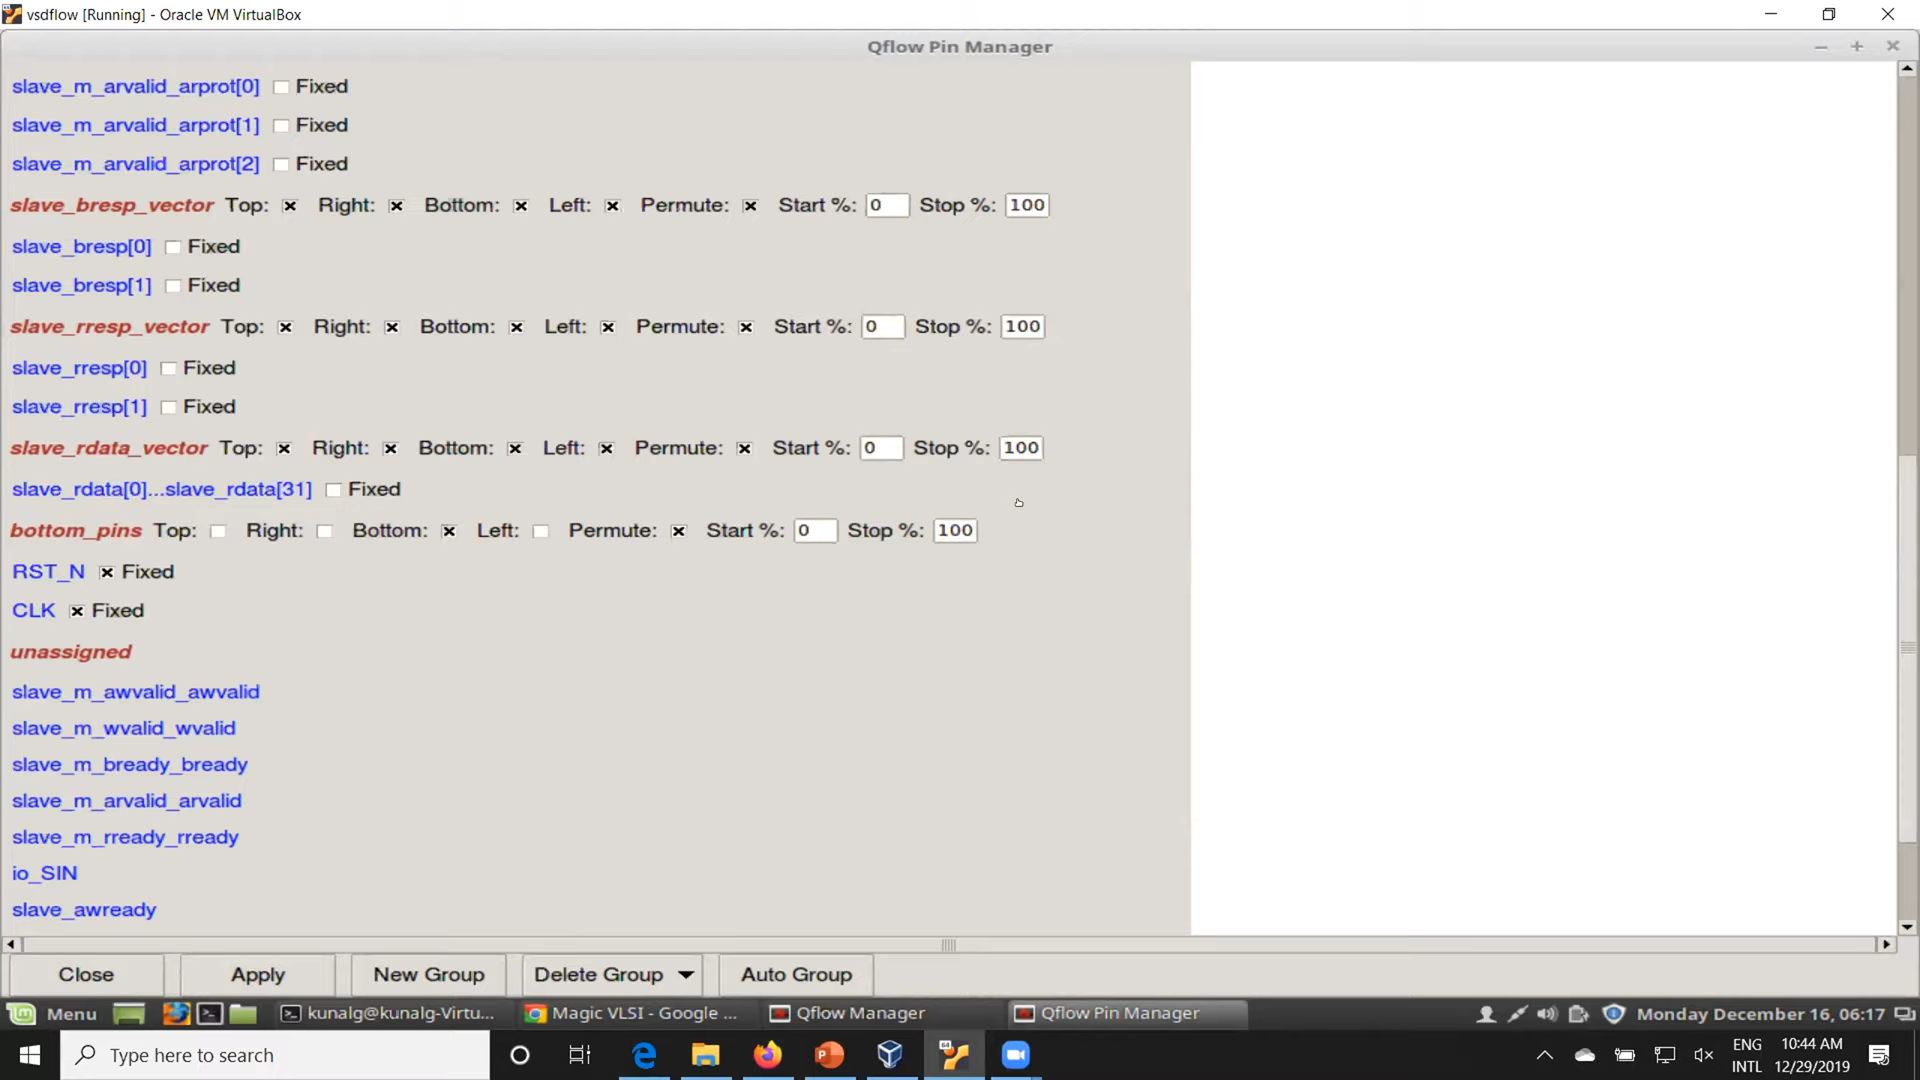 vsdflow [Running] - Oracle VM VirtualBox
Qflow Pin Manager
slave_m_arvalid_arprot[0] Fixed
slave_m_arvalid_arprot[1] Fixed
slave_m_arvalid_arprot[2] Fixed
slave_bresp_vector Top: Right: Bottom: Left: Permute: Start %: 0 Stop %: 100
slave_bresp[0] Fixed
slave_bresp[1] Fixed
slave_rresp_vector Top: Right: Bottom: Left: Permute: Start %: 0 Stop %: 100
slave_rresp[0] Fixed
slave_rresp[1] Fixed
slave_rdata_vector Top: Right: Bottom: Left: Permute: Start %: 0 Stop %: 100
slave_rdata[0]...slave_rdata[31] Fixed
bottom_pins Top: Right: Bottom: Left: Permute: Start %: 0 Stop %: 100
RST_N Fixed
CLK Fixed
unassigned
slave_m_awvalid_awvalid
slave_m_wvalid_wvalid
slave_m_bready_bready
slave_m_arvalid_arvalid
slave_m_rready_rready
io_SIN
slave_awready
Close Apply New Group Delete Group Auto Group
Menu kunalg@kunalg-Virtu... Magic VLSI - Google ... Qflow Manager Qflow Pin Manager Monday December 16, 06:17
Type here to search ENG 10:44 AM
INTL 12/29/2019